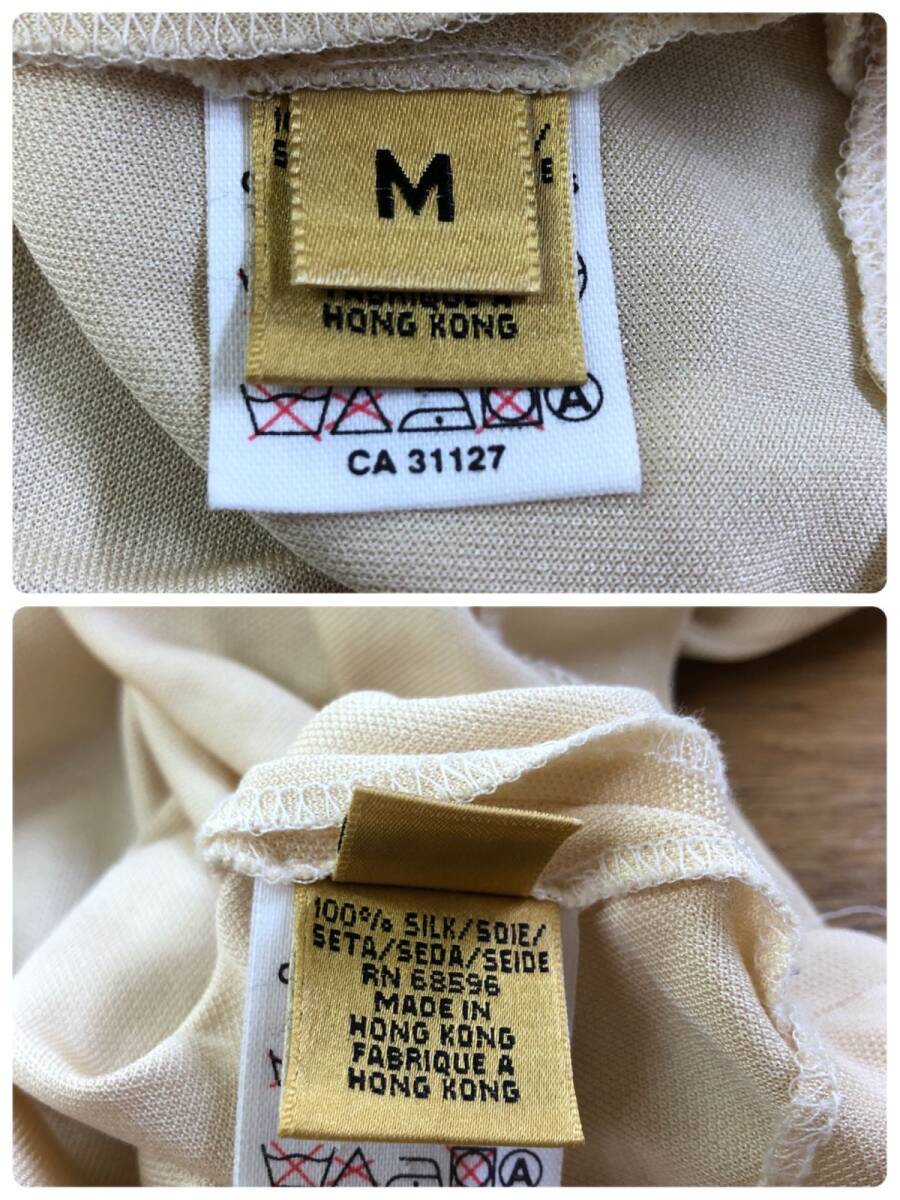 M
FABRIQUE A
HONG KONG
A
CA 31127
100% SILK/SOIE/
SETA/SEDA/SEIDE
RN 68596
MADE IN
HONG KONG
FABRIQUE A
HONG KONG
A